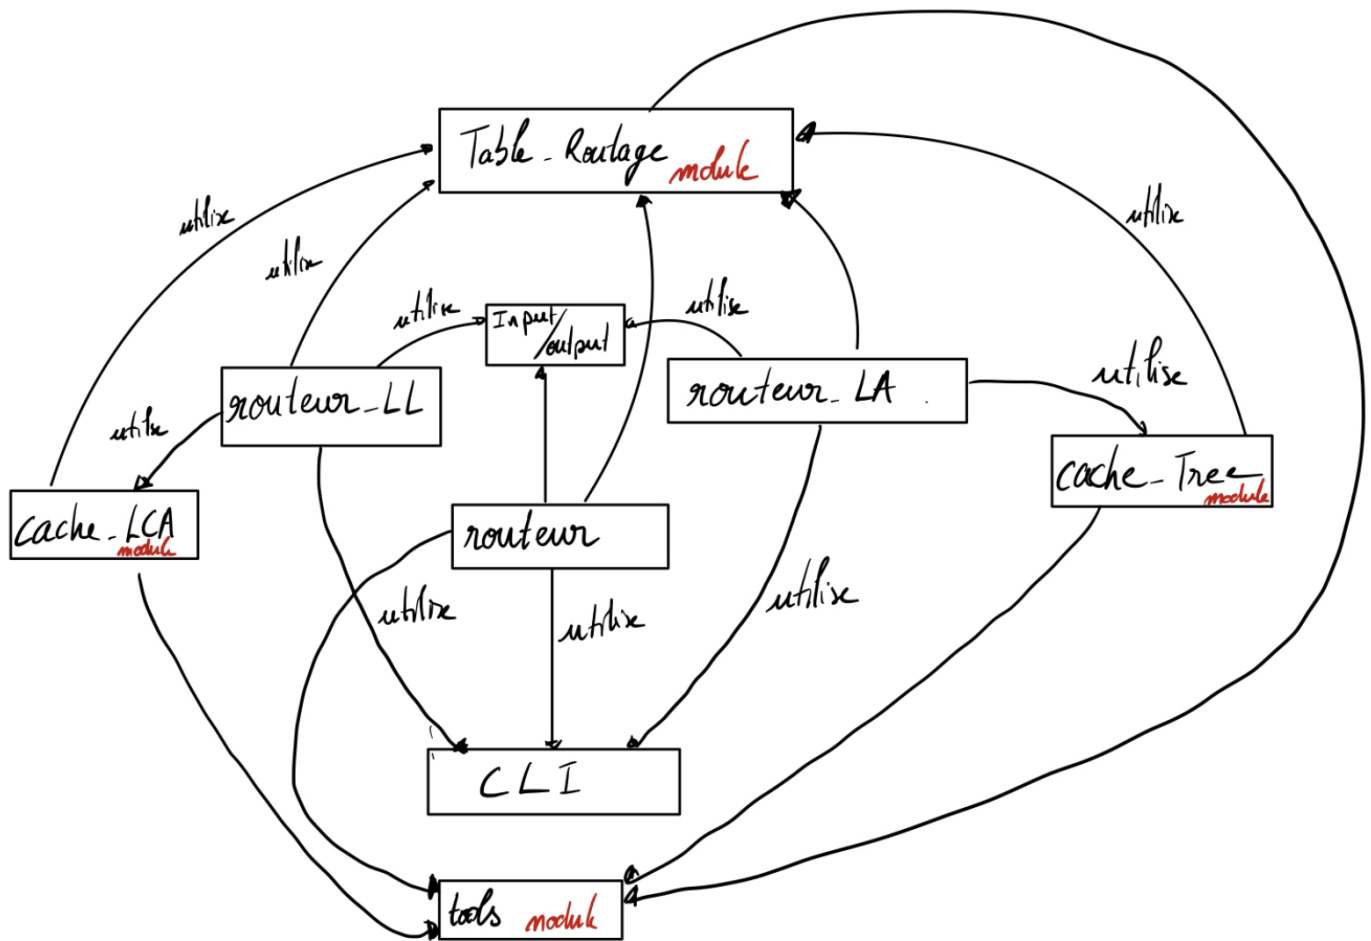 Table_Routage module
utilise
utilise
utilise
utilise
utilise
Input
/output
routeur_LL
routeur_LA
utilise
utilise
cache_Tree
module
cache_LCA
module
routeur
utilise
utilise
utilise
CLI
tools module